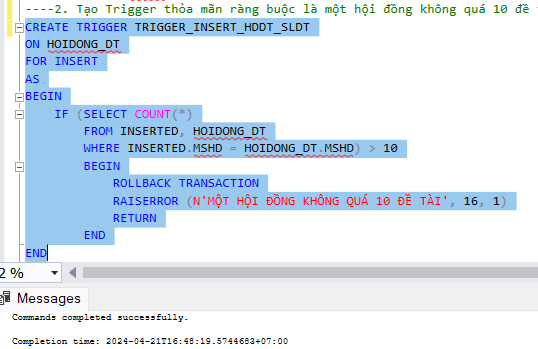 ----2. Tạo Trigger thỏa mãn ràng buộc là một hội đồng không quá 10 đề
CREATE TRIGGER TRIGGER_INSERT_HDDT_SLDT
ON HOIDONG_DT
FOR INSERT
AS
BEGIN
IF (SELECT COUNT(*)
FROM INSERTED, HOIDONG_DT
WHERE INSERTED.MSHD = HOIDONG_DT.MSHD) > 10
BEGIN
ROLLBACK TRANSACTION
RAISERROR (N'MỘT HỘI ĐỒNG KHÔNG QUÁ 10 ĐỀ TÀI', 16, 1)
RETURN
END
END
2 %
Messages
Commands completed successfully.
Completion time: 2024-04-21T16:48:19.5744683+07:00